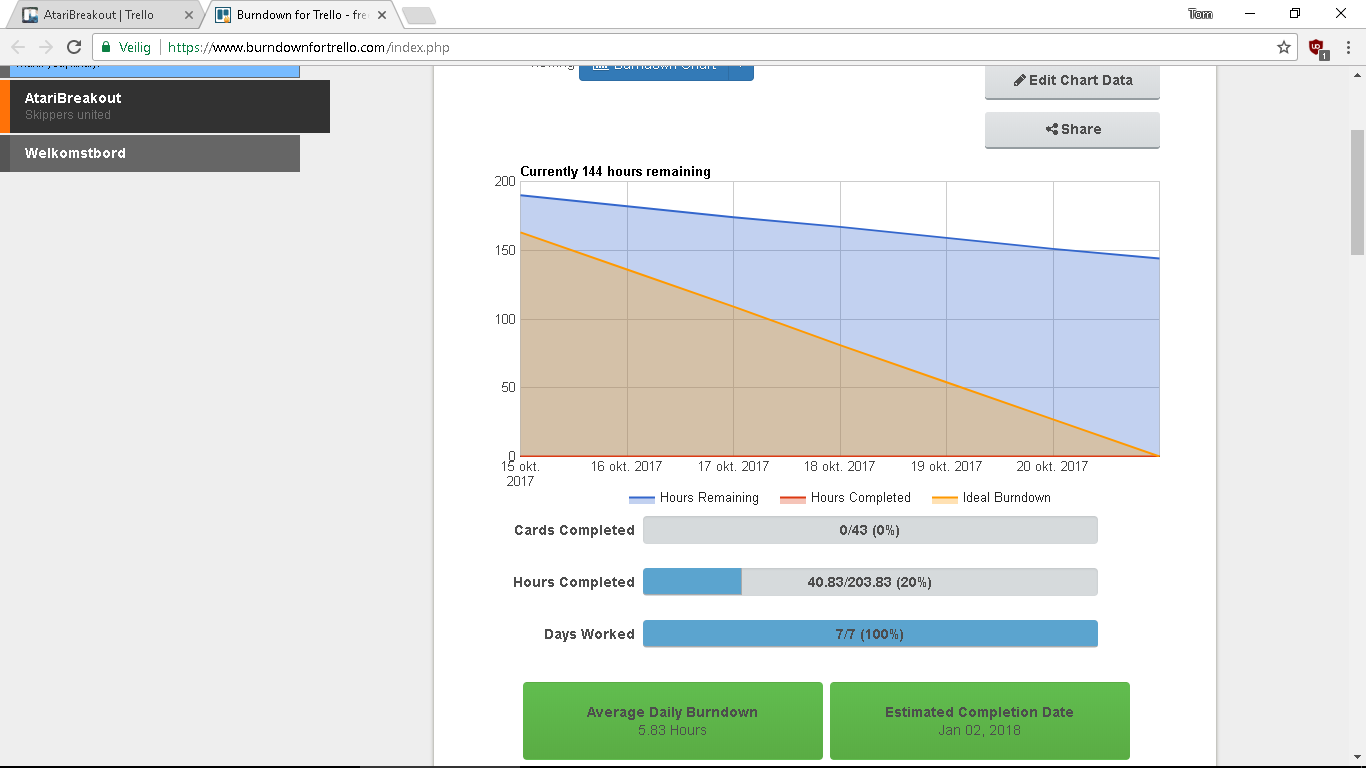 AtariBreakout | Trello
Burndown for Trello - fre
Tom
Veilig
https://www.burndownfortrello.com/index.php
1
Burndown Chart
AtariBreakout
Skippers united
Welkomstbord
Edit Chart Data
Share
Currently 144 hours remaining
200
150
100
50
0
15 okt.
2017
16 okt. 2017
17 okt. 2017
18 okt. 2017
19 okt. 2017
20 okt. 2017
Hours Remaining
Hours Completed
Ideal Burndown
Cards Completed
0/43 (0%)
Hours Completed
40.83/203.83 (20%)
Days Worked
7/7 (100%)
Average Daily Burndown
5.83 Hours
Estimated Completion Date
Jan 02, 2018